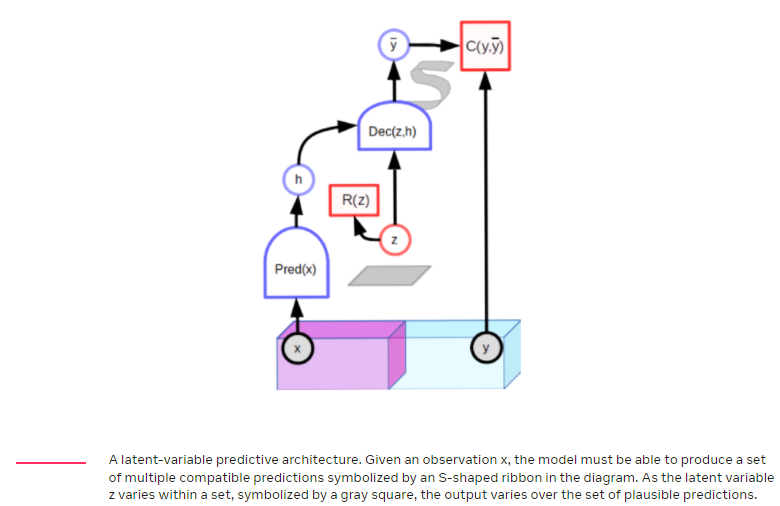 ȳ
C(y,ȳ)
Dec(z,h)
h
R(z)
z
Pred(x)
x
y
A latent-variable predictive architecture. Given an observation x, the model must be able to produce a set
of multiple compatible predictions symbolized by an S-shaped ribbon in the diagram. As the latent variable
z varies within a set, symbolized by a gray square, the output varies over the set of plausible predictions.